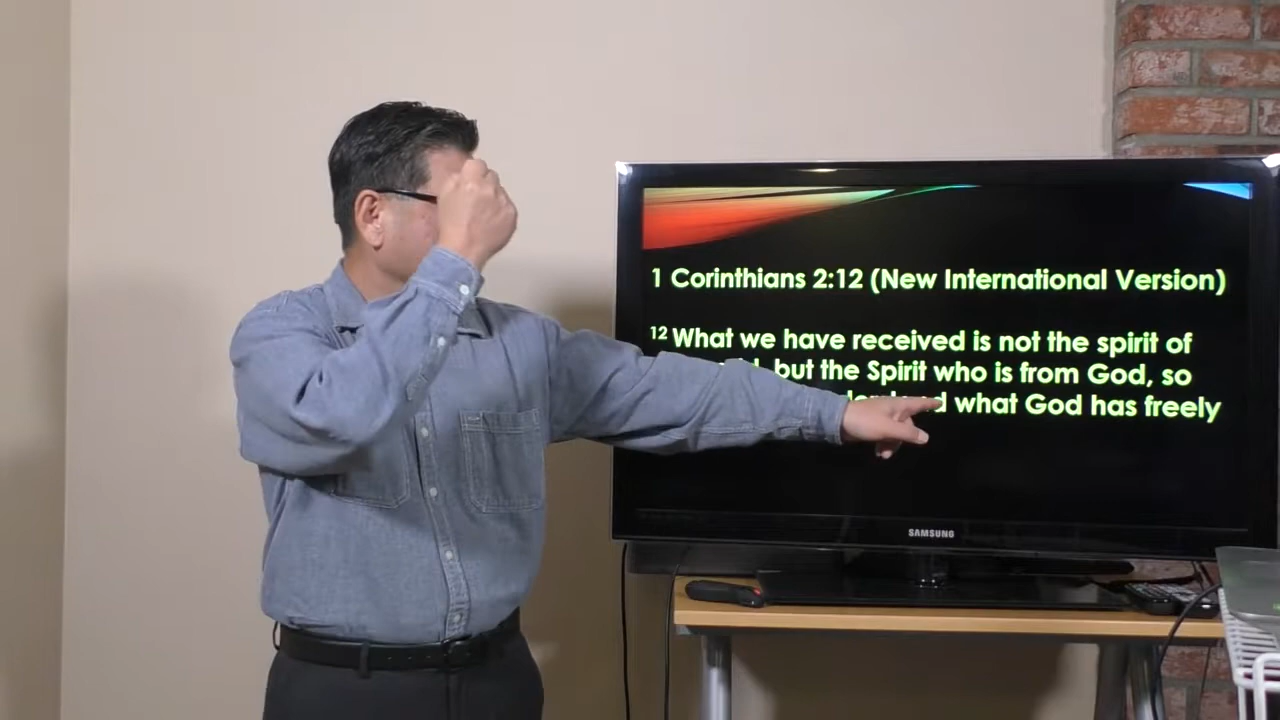 1 Corinthians 2:12 (New International Version)
12 What we have received is not the spirit of
but the Spirit who is from God, so
what God has freely
SAMSUNG